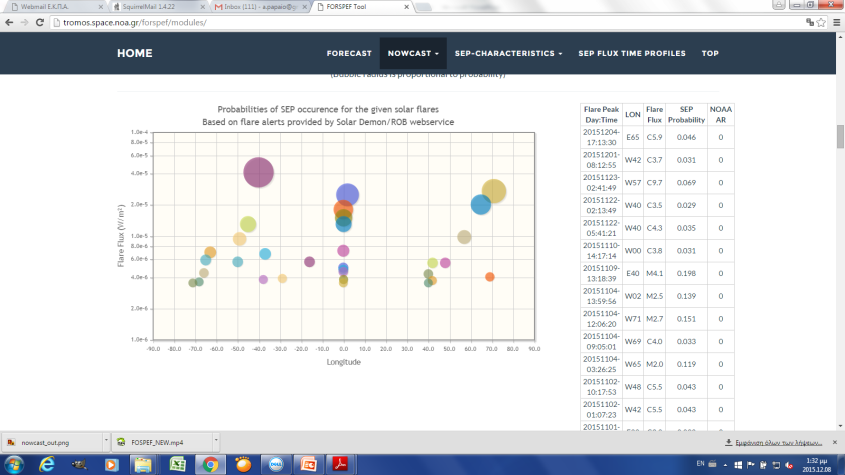 Webmail Ε.Κ.Π.Α.
SquirrelMail 1.4.22
Inbox (111) - a.papaio@g
FORSPEF Tool
tromos.space.noa.gr/forspef/modules/
HOME
FORECAST
NOWCAST
SEP-CHARACTERISTICS
SEP FLUX TIME PROFILES
TOP
(Bubble radius is proportional to probability)
Probabilities of SEP occurence for the given solar flares
Based on flare alerts provided by Solar Demon/ROB webservice
1.0e-4
8.0e-5
6.0e-5
4.0e-5
2.0e-5
1.0e-5
8.0e-6
6.0e-6
4.0e-6
2.0e-6
1.0e-6
Flare Flux (W/m²)
-90.0 -80.0 -70.0 -60.0 -50.0 -40.0 -30.0 -20.0 -10.0 0.0 10.0 20.0 30.0 40.0 50.0 60.0 70.0 80.0 90.0
Longitude
Flare Peak Day:Time LON Flare Flux SEP Probability NOAA AR
20151204-17:13:30 E65 C5.9 0.046 0
20151201-08:12:55 W42 C3.7 0.031 0
20151123-02:41:49 W57 C9.7 0.069 0
20151122-02:13:49 W40 C3.5 0.029 0
20151122-05:41:21 W40 C4.3 0.035 0
20151110-14:17:14 W00 C3.8 0.031 0
20151109-13:18:39 E40 M4.1 0.198 0
20151104-13:59:56 W02 M2.5 0.139 0
20151104-12:06:20 W71 M2.7 0.151 0
20151104-09:05:01 W69 C4.0 0.033 0
20151104-03:26:25 W65 M2.0 0.119 0
20151102-10:17:53 W48 C5.5 0.043 0
20151102-01:07:23 W42 C5.5 0.043 0
20151101-
nowcast_out.png
FOSPEF_NEW.mp4
Εμφάνιση όλων των λήψεων...
EN
1:32 μμ
2015.12.08